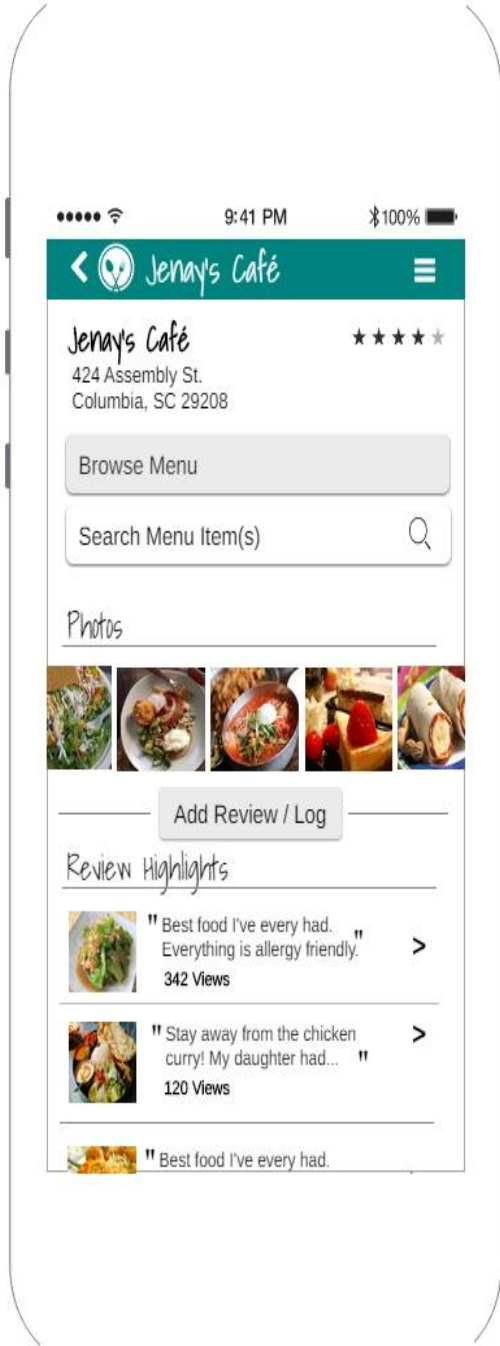 9:41 PM 100%
Jenay's Café
Jenay's Café
424 Assembly St.
Columbia, SC 29208
Browse Menu
Search Menu Item(s)
Photos
Add Review / Log
Review Highlights
" Best food I've every had.
Everything is allergy friendly. "
342 Views
" Stay away from the chicken
curry! My daughter had... "
120 Views
" Best food I've every had.